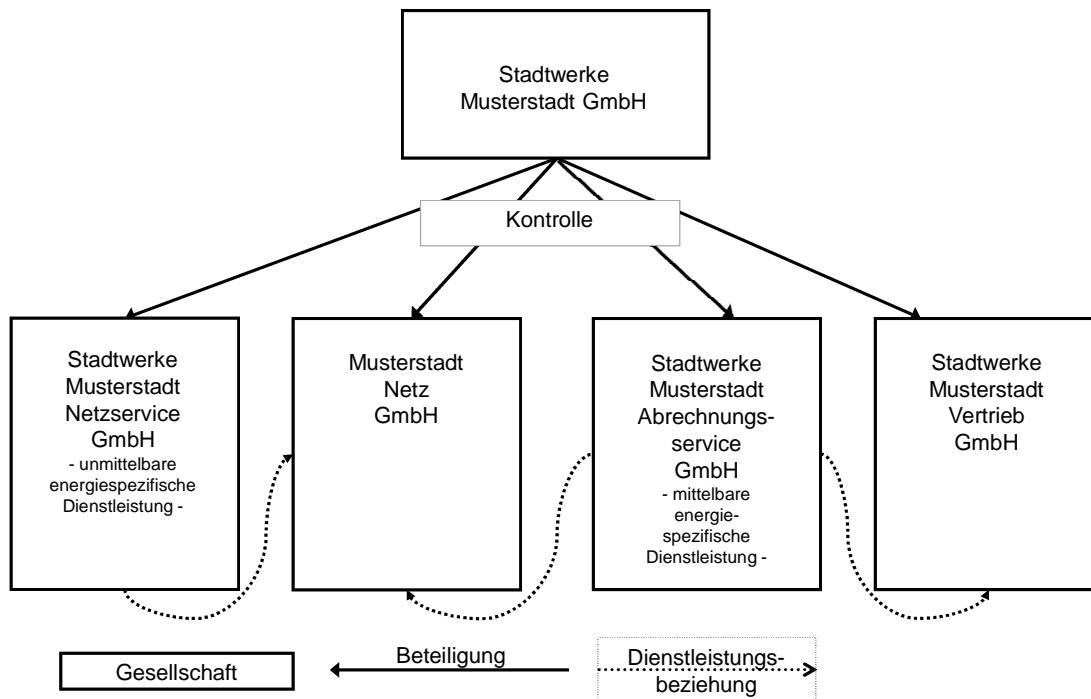 Stadtwerke
Musterstadt GmbH
Kontrolle
Stadtwerke
Musterstadt
Netzservice
GmbH
- unmittelbare
energiespezifische
Dienstleistung -
Musterstadt
Netz
GmbH
Stadtwerke
Musterstadt
Abrechnungs-
service
GmbH
- mittelbare
energie-
spezifische
Dienstleistung -
Stadtwerke
Musterstadt
Vertrieb
GmbH
Gesellschaft
Beteiligung
Dienstleistungs-
beziehung